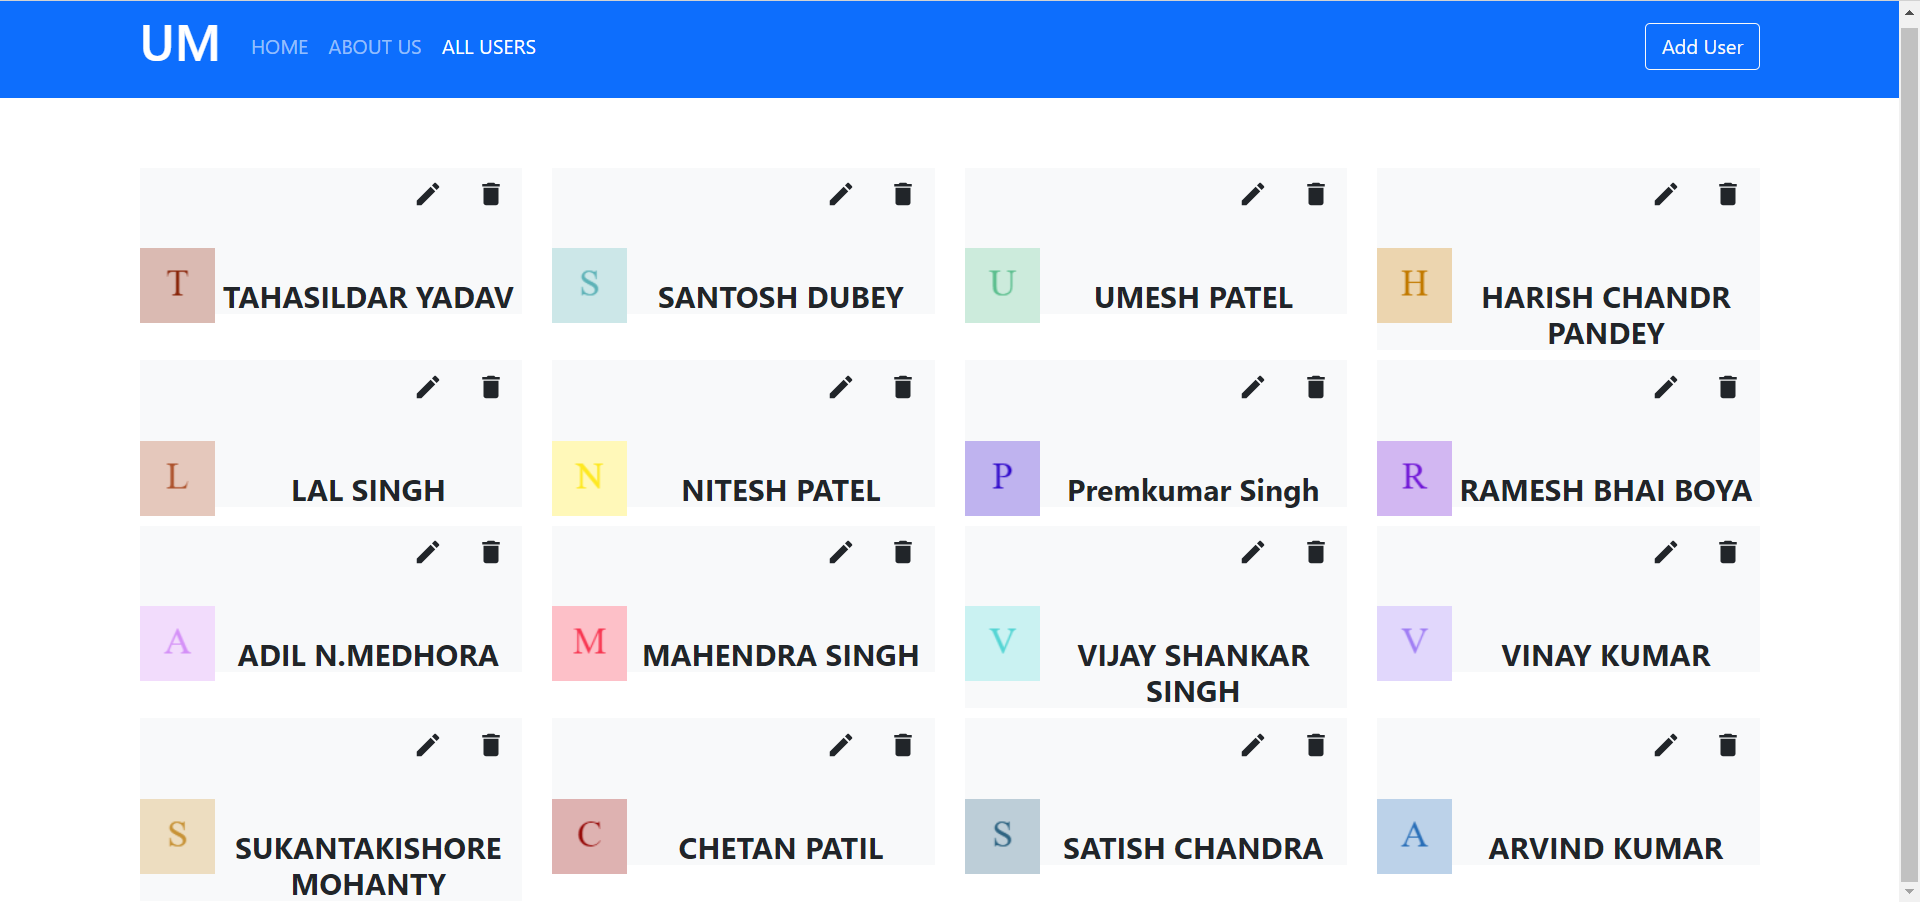 UM HOME ABOUT US ALL USERS Add User
T TAHASILDAR YADAV
S SANTOSH DUBEY
U UMESH PATEL
H HARISH CHANDR
PANDEY
L LAL SINGH
N NITESH PATEL
P Premkumar Singh
R RAMESH BHAI BOYA
A ADIL N.MEDHORA
M MAHENDRA SINGH
V VIJAY SHANKAR
SINGH
V VINAY KUMAR
S SUKANTAKISHORE
MOHANTY
C CHETAN PATIL
S SATISH CHANDRA
A ARVIND KUMAR